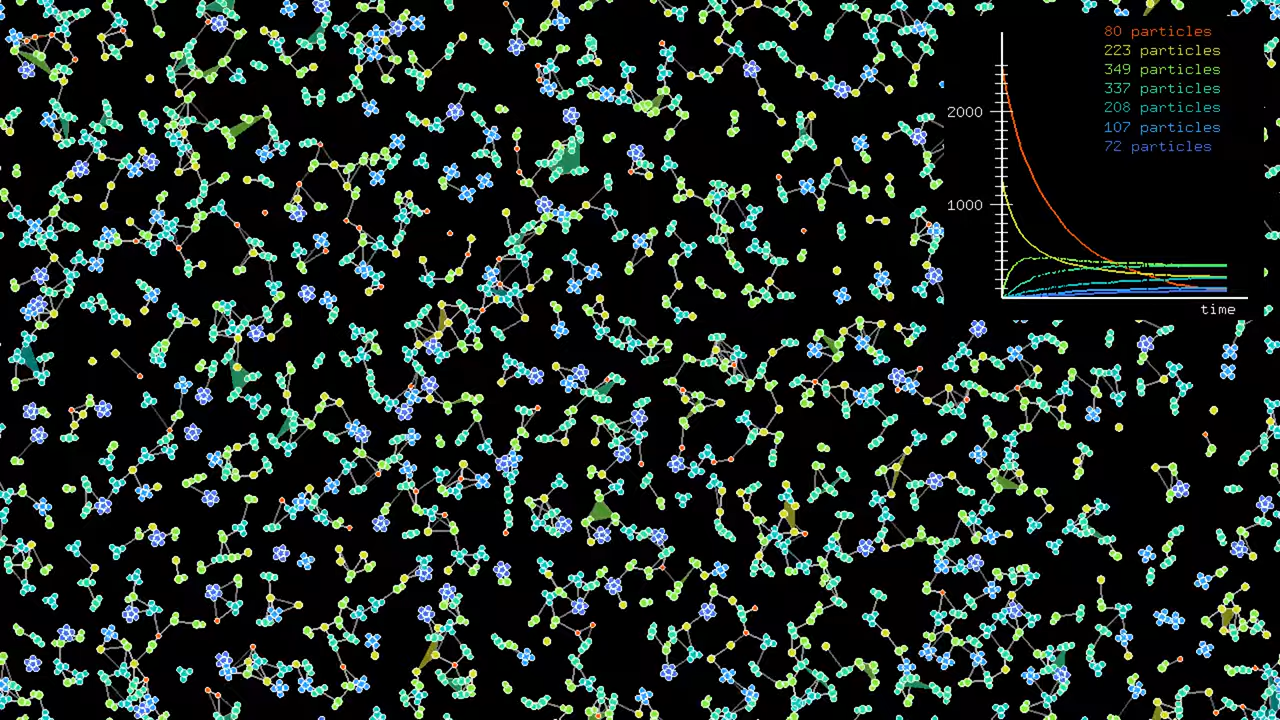 80 particles
223 particles
349 particles
337 particles
208 particles
107 particles
72 particles
2000
1000
time